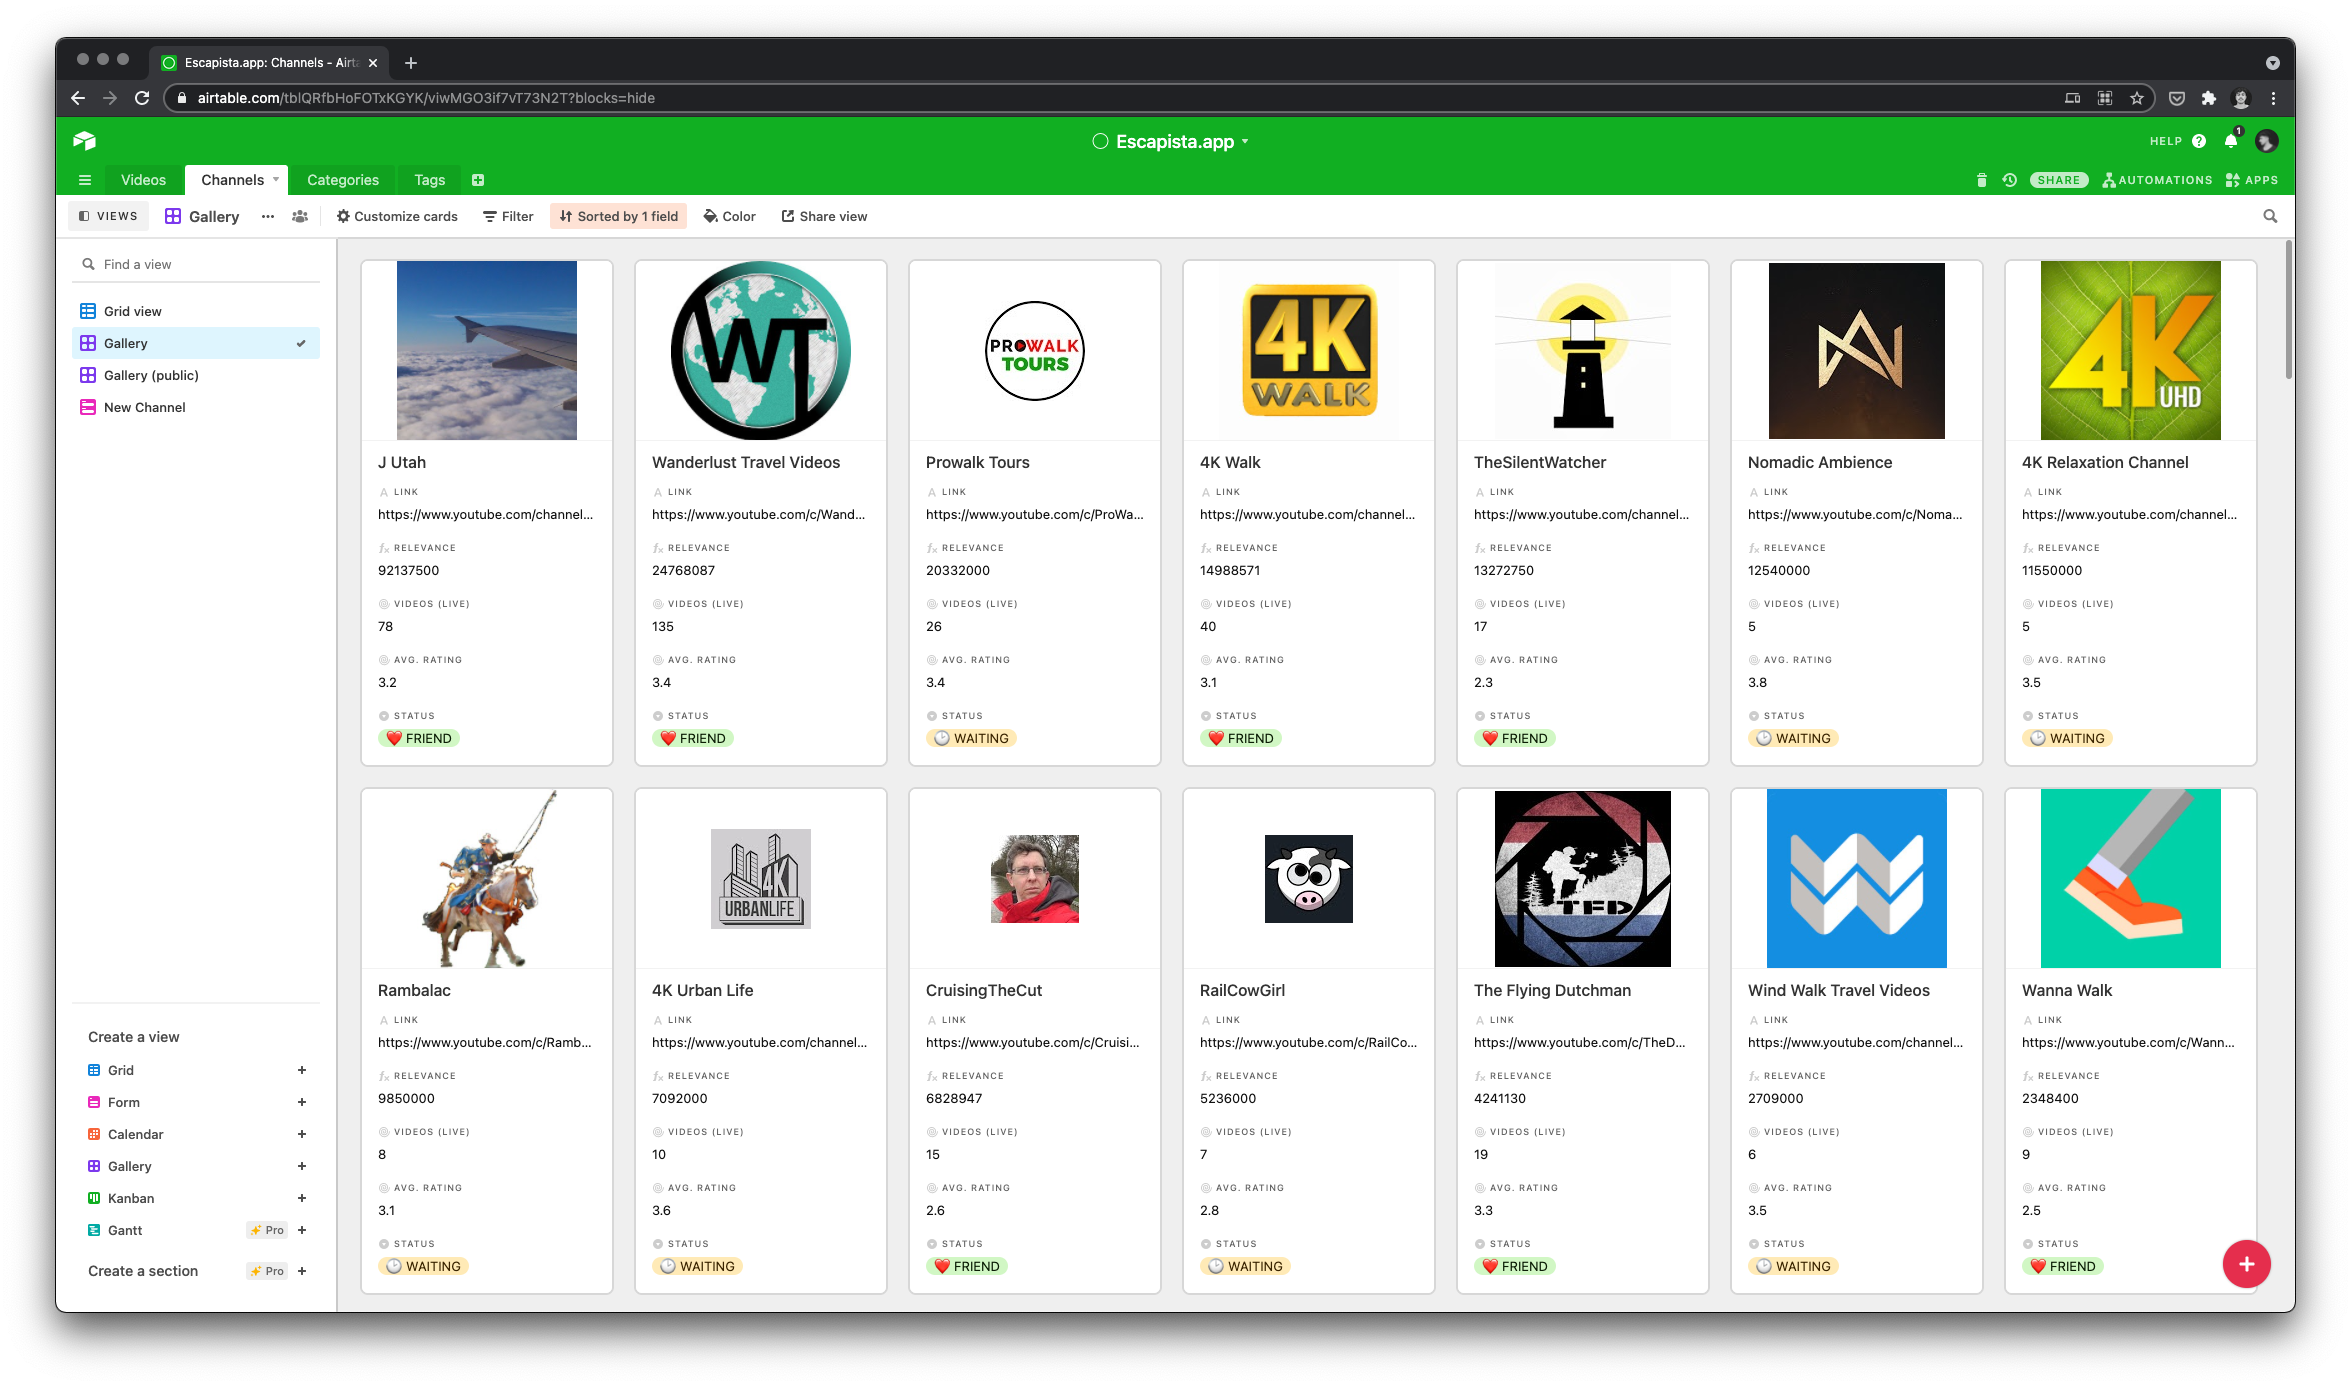 Escapista.app: Channels - Airta
airtable.com/tblQRfbHoFOTxKGYK/viwMGO3if7vT73N2T?blocks=hide
Escapista.app
HELP
1
Videos
Channels
Categories
Tags
SHARE
AUTOMATIONS
APPS
VIEWS
Gallery
Customize cards
Filter
Sorted by 1 field
Color
Share view
Find a view
Grid view
Gallery
Gallery (public)
New Channel
Create a view
Grid
Form
Calendar
Gallery
Kanban
Gantt
Pro
Create a section
Pro
J Utah
LINK
https://www.youtube.com/channel...
RELEVANCE
92137500
VIDEOS (LIVE)
78
AVG. RATING
3.2
STATUS
❤️ FRIEND
WT
Wanderlust Travel Videos
LINK
https://www.youtube.com/c/Wand...
RELEVANCE
24768087
VIDEOS (LIVE)
135
AVG. RATING
3.4
STATUS
❤️ FRIEND
PROWALK
TOURS
Prowalk Tours
LINK
https://www.youtube.com/c/ProWa...
RELEVANCE
20332000
VIDEOS (LIVE)
26
AVG. RATING
3.4
STATUS
🕑 WAITING
4K
WALK
4K Walk
LINK
https://www.youtube.com/channel...
RELEVANCE
14988571
VIDEOS (LIVE)
40
AVG. RATING
3.1
STATUS
❤️ FRIEND
TheSilentWatcher
LINK
https://www.youtube.com/channel...
RELEVANCE
13272750
VIDEOS (LIVE)
17
AVG. RATING
2.3
STATUS
❤️ FRIEND
Nomadic Ambience
LINK
https://www.youtube.com/c/Noma...
RELEVANCE
12540000
VIDEOS (LIVE)
5
AVG. RATING
3.8
STATUS
🕑 WAITING
4K
UHD
4K Relaxation Channel
LINK
https://www.youtube.com/channel...
RELEVANCE
11550000
VIDEOS (LIVE)
5
AVG. RATING
3.5
STATUS
🕑 WAITING
Rambalac
LINK
https://www.youtube.com/c/Ramb...
RELEVANCE
9850000
VIDEOS (LIVE)
8
AVG. RATING
3.1
STATUS
🕑 WAITING
4K
URBANLIFE
4K Urban Life
LINK
https://www.youtube.com/channel...
RELEVANCE
7092000
VIDEOS (LIVE)
10
AVG. RATING
3.6
STATUS
🕑 WAITING
CruisingTheCut
LINK
https://www.youtube.com/c/Cruisi...
RELEVANCE
6828947
VIDEOS (LIVE)
15
AVG. RATING
2.6
STATUS
❤️ FRIEND
RailCowGirl
LINK
https://www.youtube.com/c/RailCo...
RELEVANCE
5236000
VIDEOS (LIVE)
7
AVG. RATING
2.8
STATUS
🕑 WAITING
TFD
The Flying Dutchman
LINK
https://www.youtube.com/c/TheD...
RELEVANCE
4241130
VIDEOS (LIVE)
19
AVG. RATING
3.3
STATUS
❤️ FRIEND
Wind Walk Travel Videos
LINK
https://www.youtube.com/channel...
RELEVANCE
2709000
VIDEOS (LIVE)
6
AVG. RATING
3.5
STATUS
🕑 WAITING
Wanna Walk
LINK
https://www.youtube.com/c/Wann...
RELEVANCE
2348400
VIDEOS (LIVE)
9
AVG. RATING
2.5
STATUS
❤️ FRIEND